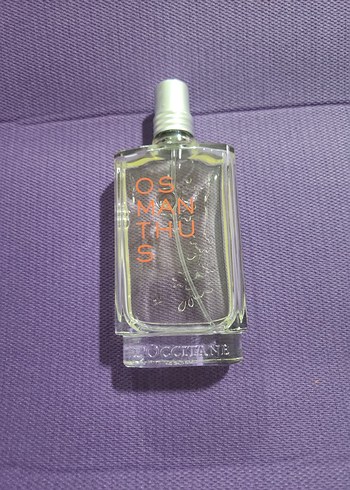 OS
MAN
THU
S
L'OCCITANE